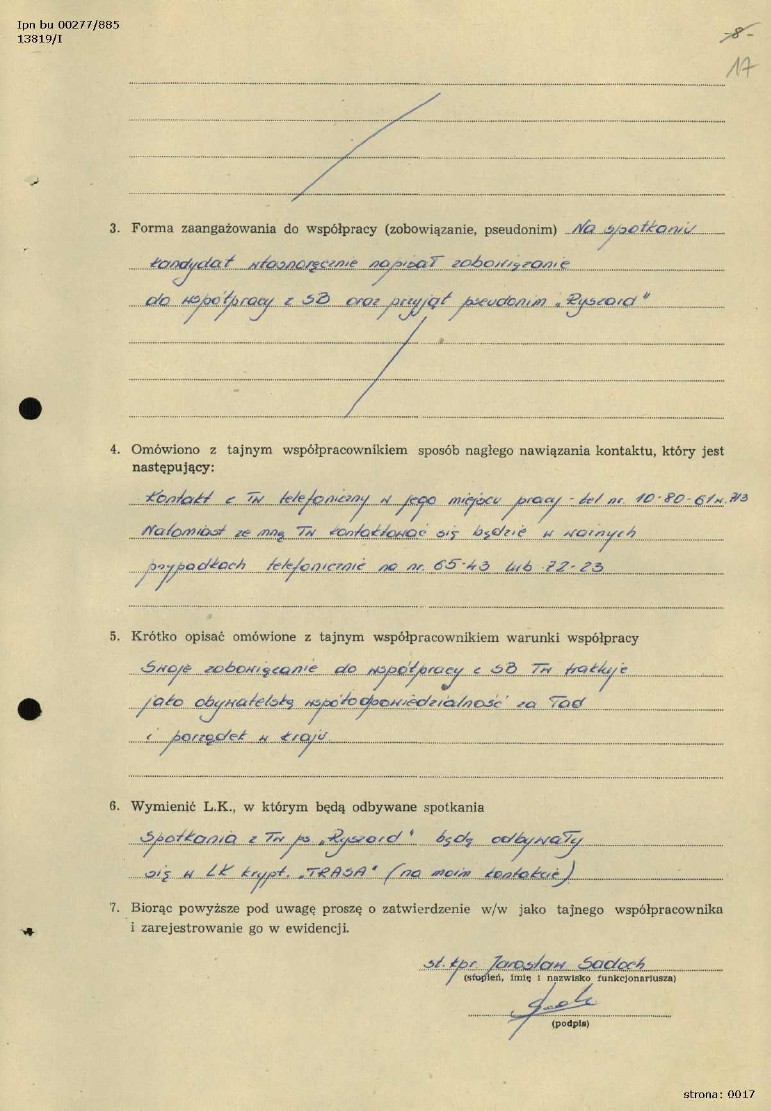 Ipn bu 00277/885
13819/I
-8-
17
3. Forma zaangażowania do współpracy (zobowiązanie, pseudonim) Na spotkaniu
kandydat własnoręcznie napisał zobowiązanie
do współpracy z SB oraz przyjął pseudonim „Ryszard"
4. Omówiono z tajnym współpracownikiem sposób nagłego nawiązania kontaktu, który jest
następujący:
Kontakt z TW telefoniczny w jego miejscu pracy - tel nr. 10-80-61 w. 713
Natomiast ze mną TW kontaktować się będzie w ważnych
przypadkach telefonicznie na nr. 65-43 lub 72-23
5. Krótko opisać omówione z tajnym współpracownikiem warunki współpracy
Swoje zobowiązanie do współpracy z SB TW traktuje
jako obywatelską współodpowiedzialność za ład
i porządek w kraju
6. Wymienić L.K., w którym będą odbywane spotkania
Spotkania z TW ps „Ryszard" będą odbywały
się w LK krypt. „TRASA" (na moim kontakcie)
7. Biorąc powyższe pod uwagę proszę o zatwierdzenie w/w jako tajnego współpracownika
i zarejestrowanie go w ewidencji.
st. kpr. Jarosław Sadoch
(stopień, imię i nazwisko funkcjonariusza)
(podpis)
strona: 0017